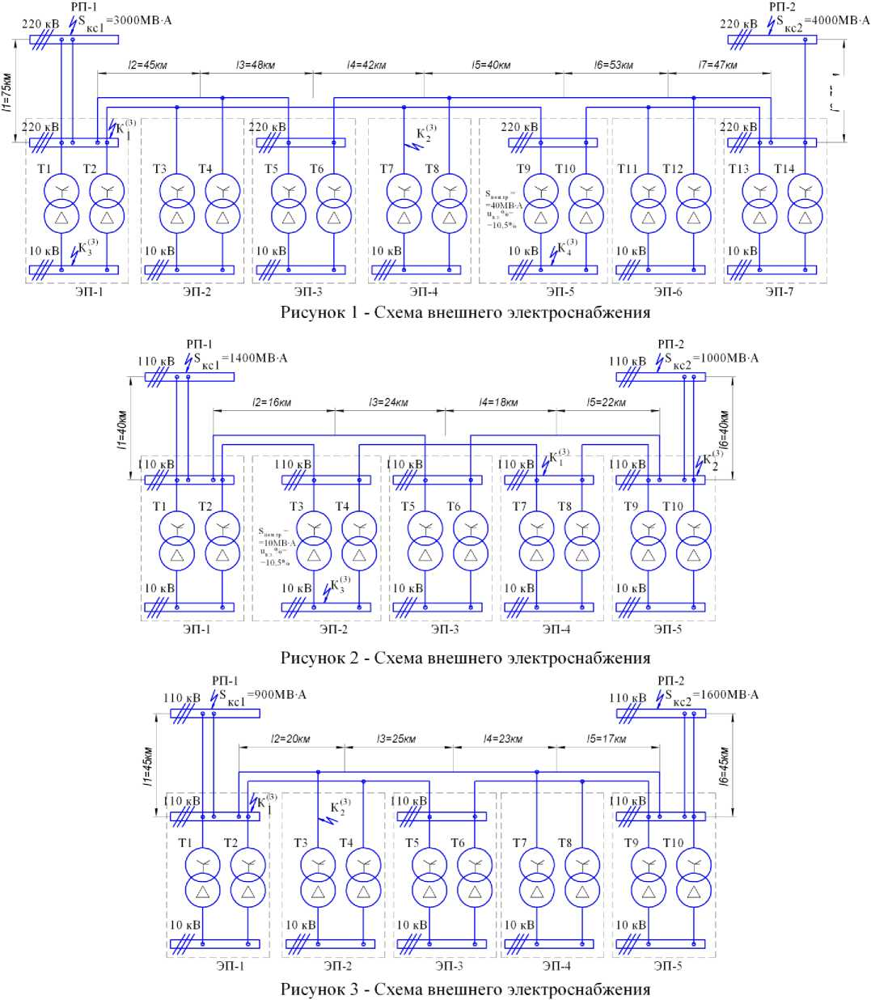 РП-1
220 кВ
S кс1 =3000МВ·А
РП-2
220 кВ
S кс2 =4000МВ·А
l1=75км
l2=45км
l3=48км
l4=42км
l5=40км
l6=53км
l7=47км
220 кВ
K1(3)
220 кВ
K2(3)
220 кВ
220 кВ
T1 T2 T3 T4 T5 T6 T7 T8 T9 T10 T11 T12 T13 T14
Sном тр =
=40МВ·А
=10.5%
10 кВ
K3(3)
10 кВ
10 кВ
10 кВ
10 кВ
K4(3)
10 кВ
10 кВ
ЭП-1 ЭП-2 ЭП-3 ЭП-4 ЭП-5 ЭП-6 ЭП-7
Рисунок 1 - Схема внешнего электроснабжения
РП-1
110 кВ
S кс1 =1400МВ·А
РП-2
110 кВ
S кс2 =1000МВ·А
l1=40км
l2=16км
l3=24км
l4=18км
l5=22км
l6=40км
110 кВ
110 кВ
110 кВ
110 кВ
K1(3)
110 кВ
K2(3)
T1 T2 T3 T4 T5 T6 T7 T8 T9 T10
Sном тр =
=10МВ·А
=10.5%
10 кВ
10 кВ
K3(3)
10 кВ
10 кВ
10 кВ
ЭП-1 ЭП-2 ЭП-3 ЭП-4 ЭП-5
Рисунок 2 - Схема внешнего электроснабжения
РП-1
110 кВ
S кс1 =900МВ·А
РП-2
110 кВ
S кс2 =1600МВ·А
l1=45км
l2=20км
l3=25км
l4=23км
l5=17км
l6=45км
110 кВ
K1(3)
K2(3)
110 кВ
110 кВ
T1 T2 T3 T4 T5 T6 T7 T8 T9 T10
10 кВ
10 кВ
10 кВ
10 кВ
10 кВ
ЭП-1 ЭП-2 ЭП-3 ЭП-4 ЭП-5
Рисунок 3 - Схема внешнего электроснабжения